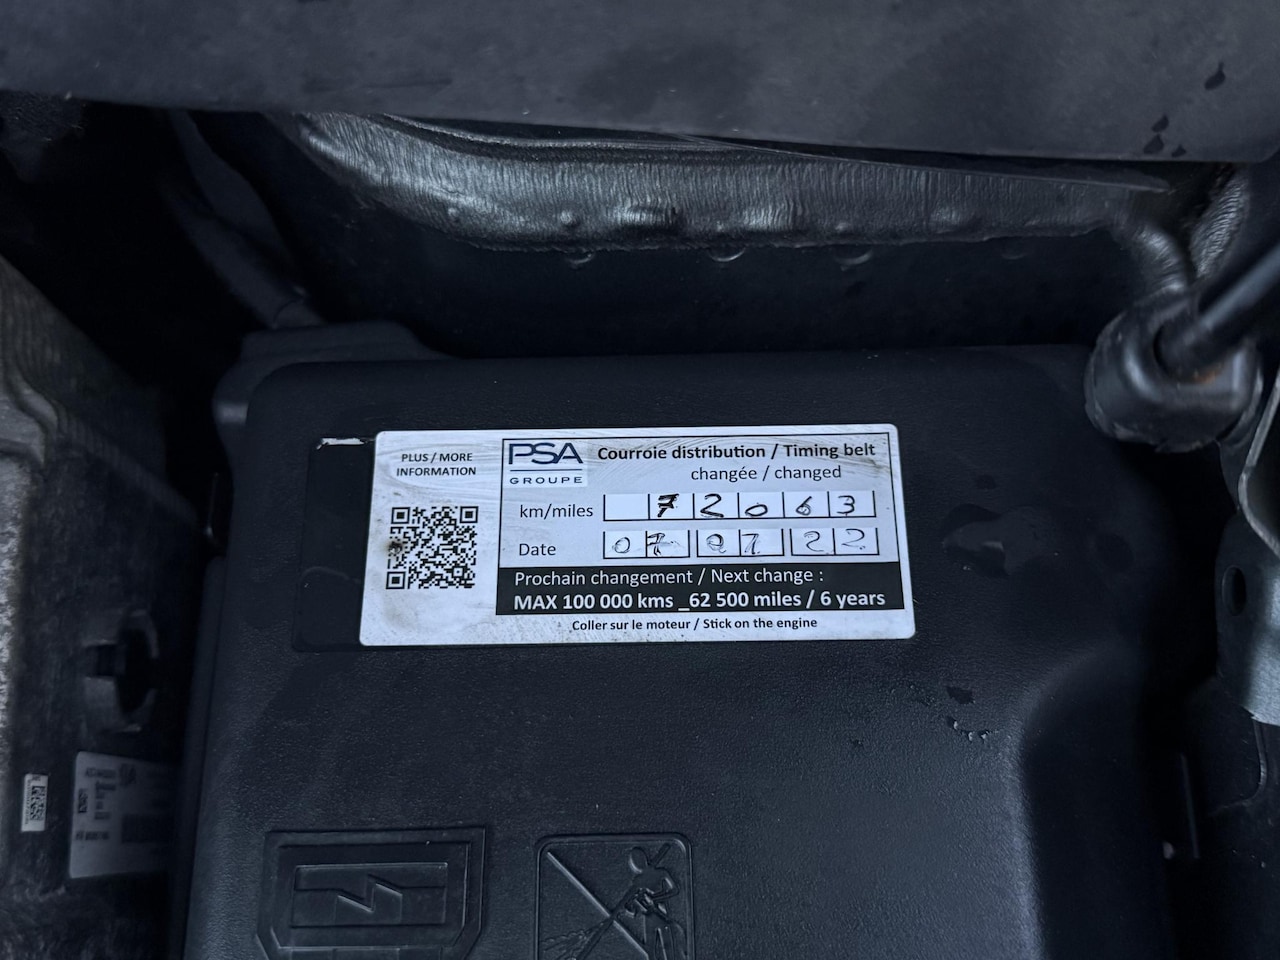 PLUS / MORE
INFORMATION
PSA
GROUPE
Courroie distribution / Timing belt
changée / changed
km/miles 72063
Date 07 07 22
Prochain changement / Next change :
MAX 100 000 kms _62 500 miles / 6 years
Coller sur le moteur / Stick on the engine